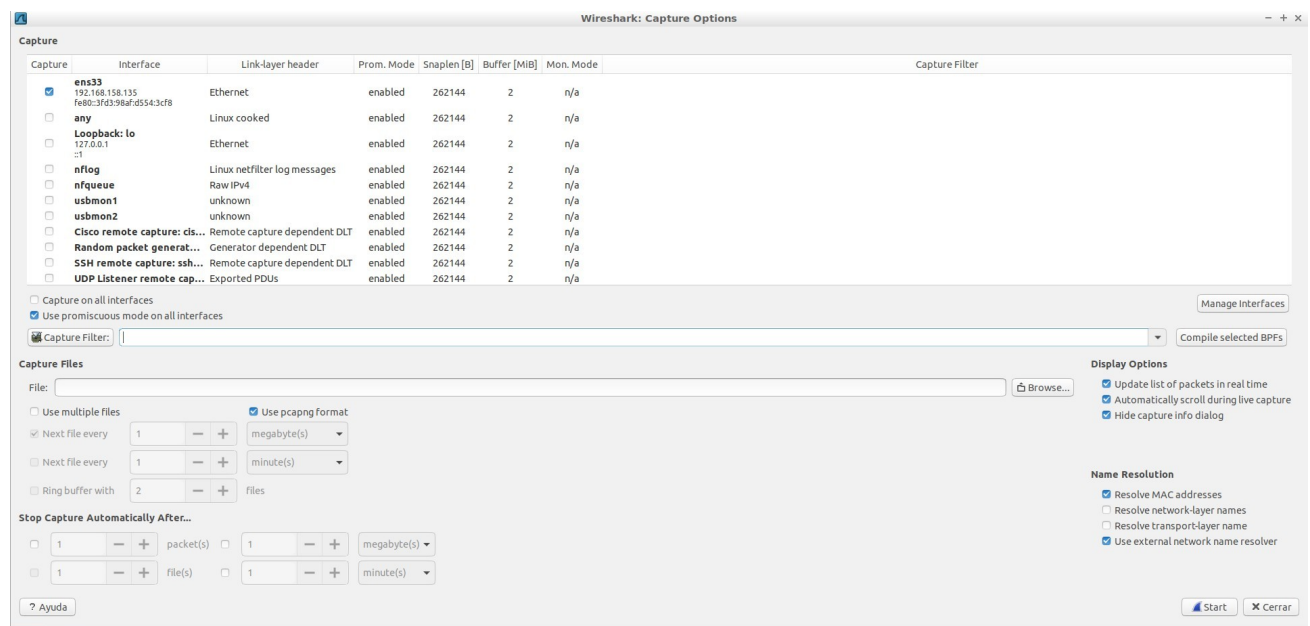 Wireshark: Capture Options
Capture
Capture Interface Link-layer header Prom. Mode Snaplen [B] Buffer [MiB] Mon. Mode Capture Filter
ens33
192.168.158.135 Ethernet enabled 262144 2 n/a
fe80::3fd3:98af:d554:3cf8
any Linux cooked enabled 262144 2 n/a
Loopback: lo
127.0.0.1 Ethernet enabled 262144 2 n/a
::1
nflog Linux netfilter log messages enabled 262144 2 n/a
nfqueue Raw IPv4 enabled 262144 2 n/a
usbmon1 unknown enabled 262144 2 n/a
usbmon2 unknown enabled 262144 2 n/a
Cisco remote capture: cis... Remote capture dependent DLT enabled 262144 2 n/a
Random packet generat... Generator dependent DLT enabled 262144 2 n/a
SSH remote capture: ssh... Remote capture dependent DLT enabled 262144 2 n/a
UDP Listener remote cap... Exported PDUs enabled 262144 2 n/a
Capture on all interfaces
Manage Interfaces
Use promiscuous mode on all interfaces
Capture Filter: Compile selected BPFs
Capture Files
File: Browse...
Use multiple files Use pcapng format
Next file every 1 megabyte(s)
Next file every 1 minute(s)
Ring buffer with 2 files
Stop Capture Automatically After...
1 packet(s) 1 megabyte(s)
1 file(s) 1 minute(s)
Display Options
Update list of packets in real time
Automatically scroll during live capture
Hide capture info dialog
Name Resolution
Resolve MAC addresses
Resolve network-layer names
Resolve transport-layer name
Use external network name resolver
? Ayuda Start Cerrar